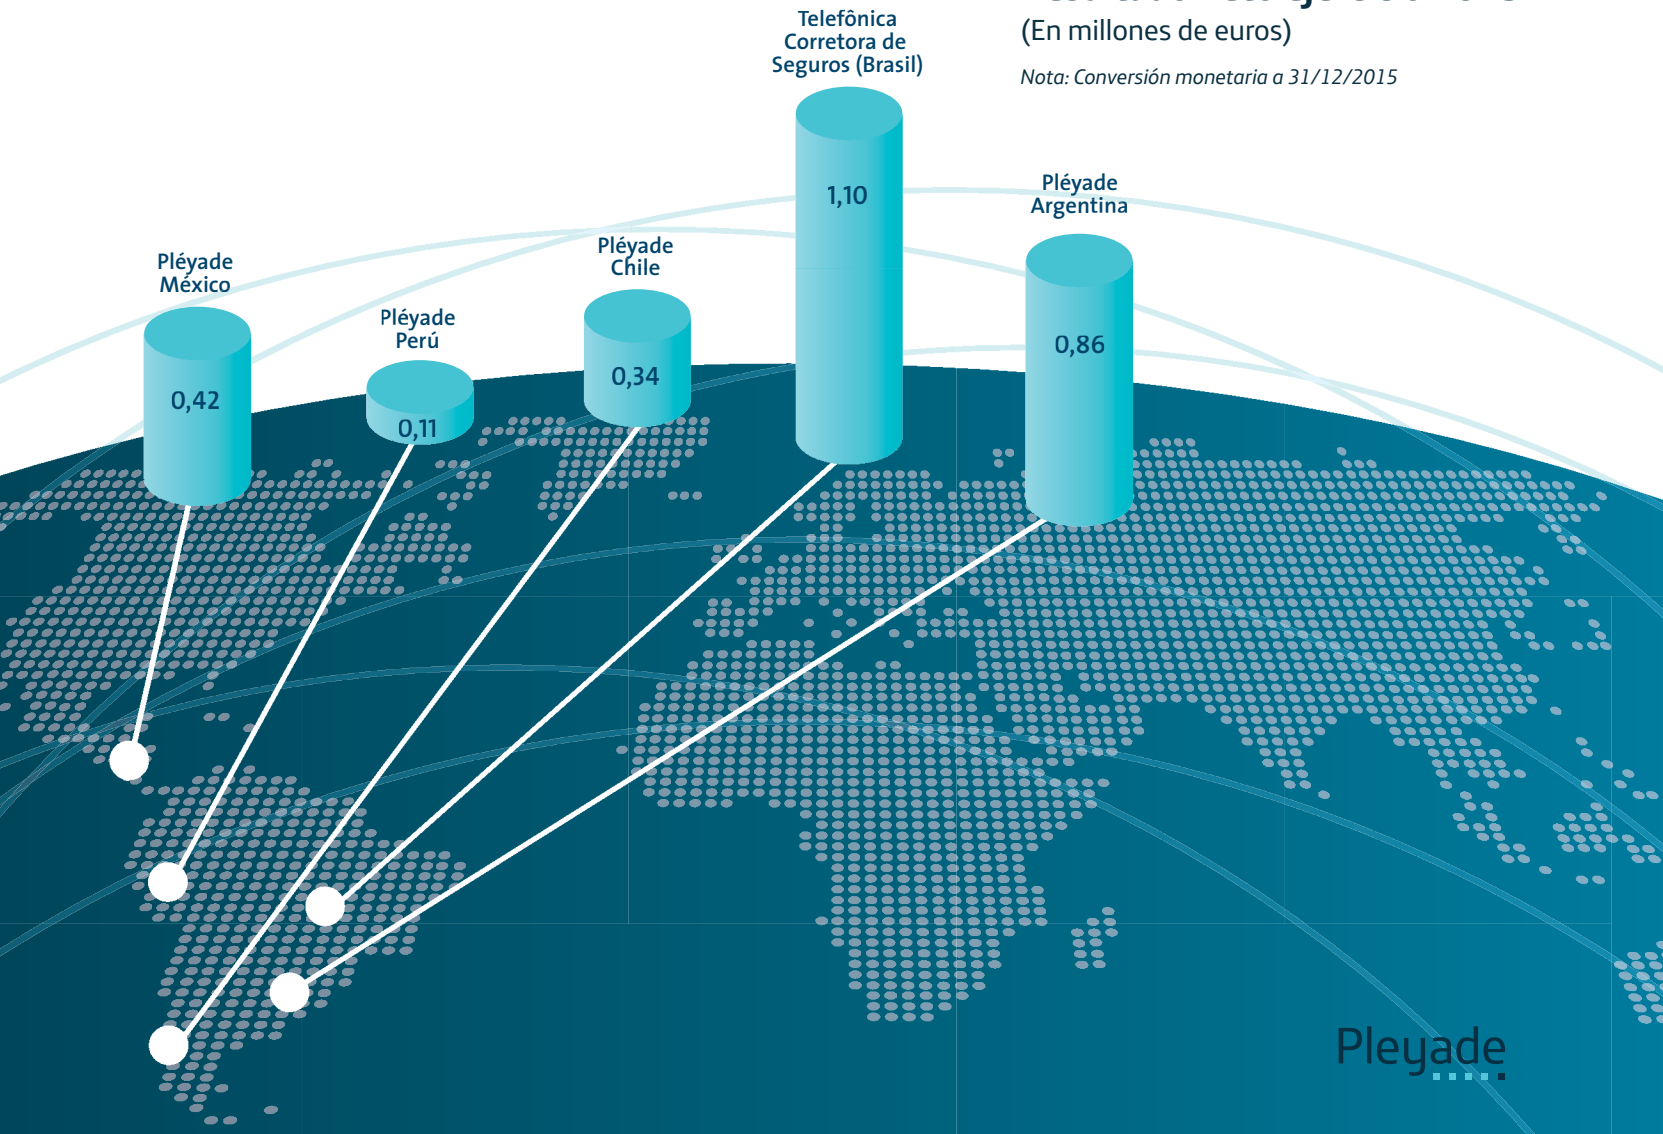 (En millones de euros)
Nota: Conversión monetaria a 31/12/2015
Telefônica
Corretora de
Seguros (Brasil)
1,10
Pléyade
Argentina
0,86
Pléyade
Chile
0,34
Pléyade
México
0,42
Pléyade
Perú
0,11
Pleyade